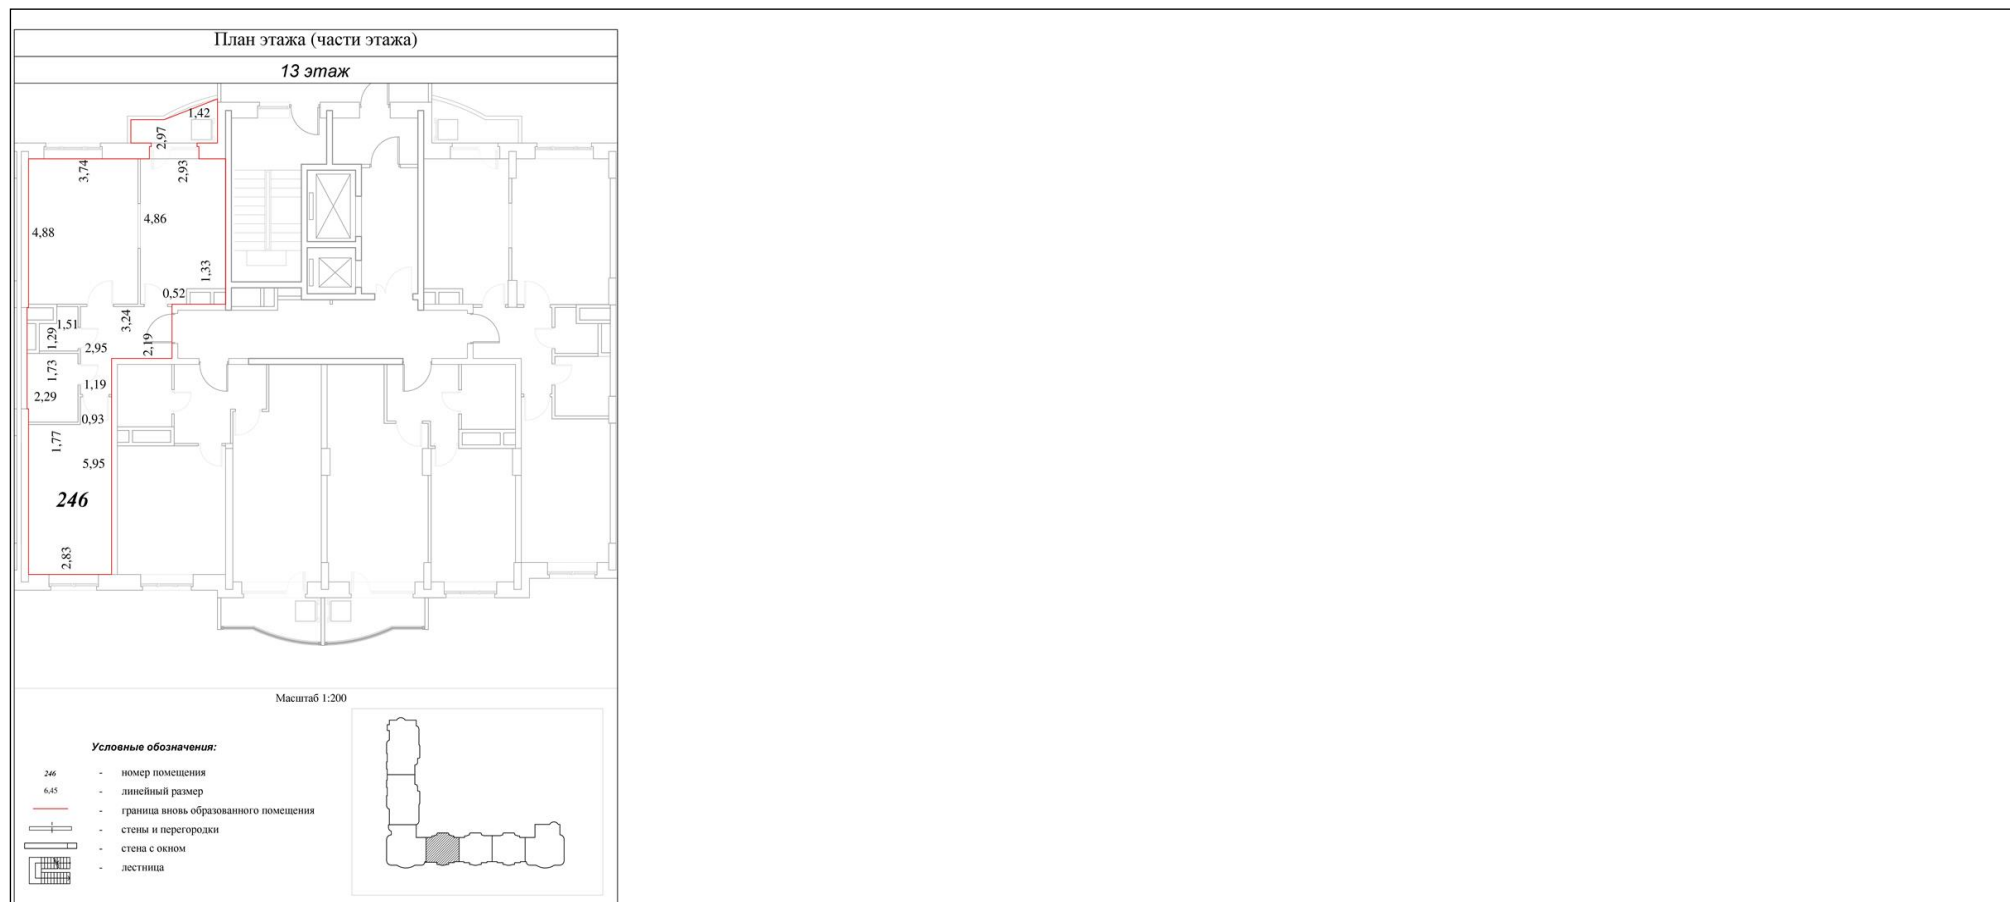 План этажа (части этажа)
13 этаж
1,42
2,97
3,74
2,93
4,86
4,88
1,33
0,52
3,24
1,51
1,29
2,19
2,95
1,73
1,19
2,29
0,93
1,77
5,95
246
2,83
Масштаб 1:200
Условные обозначения:
246 - номер помещения
6,45 - линейный размер
- граница вновь образованного помещения
- стены и перегородки
- стена с окном
- лестница